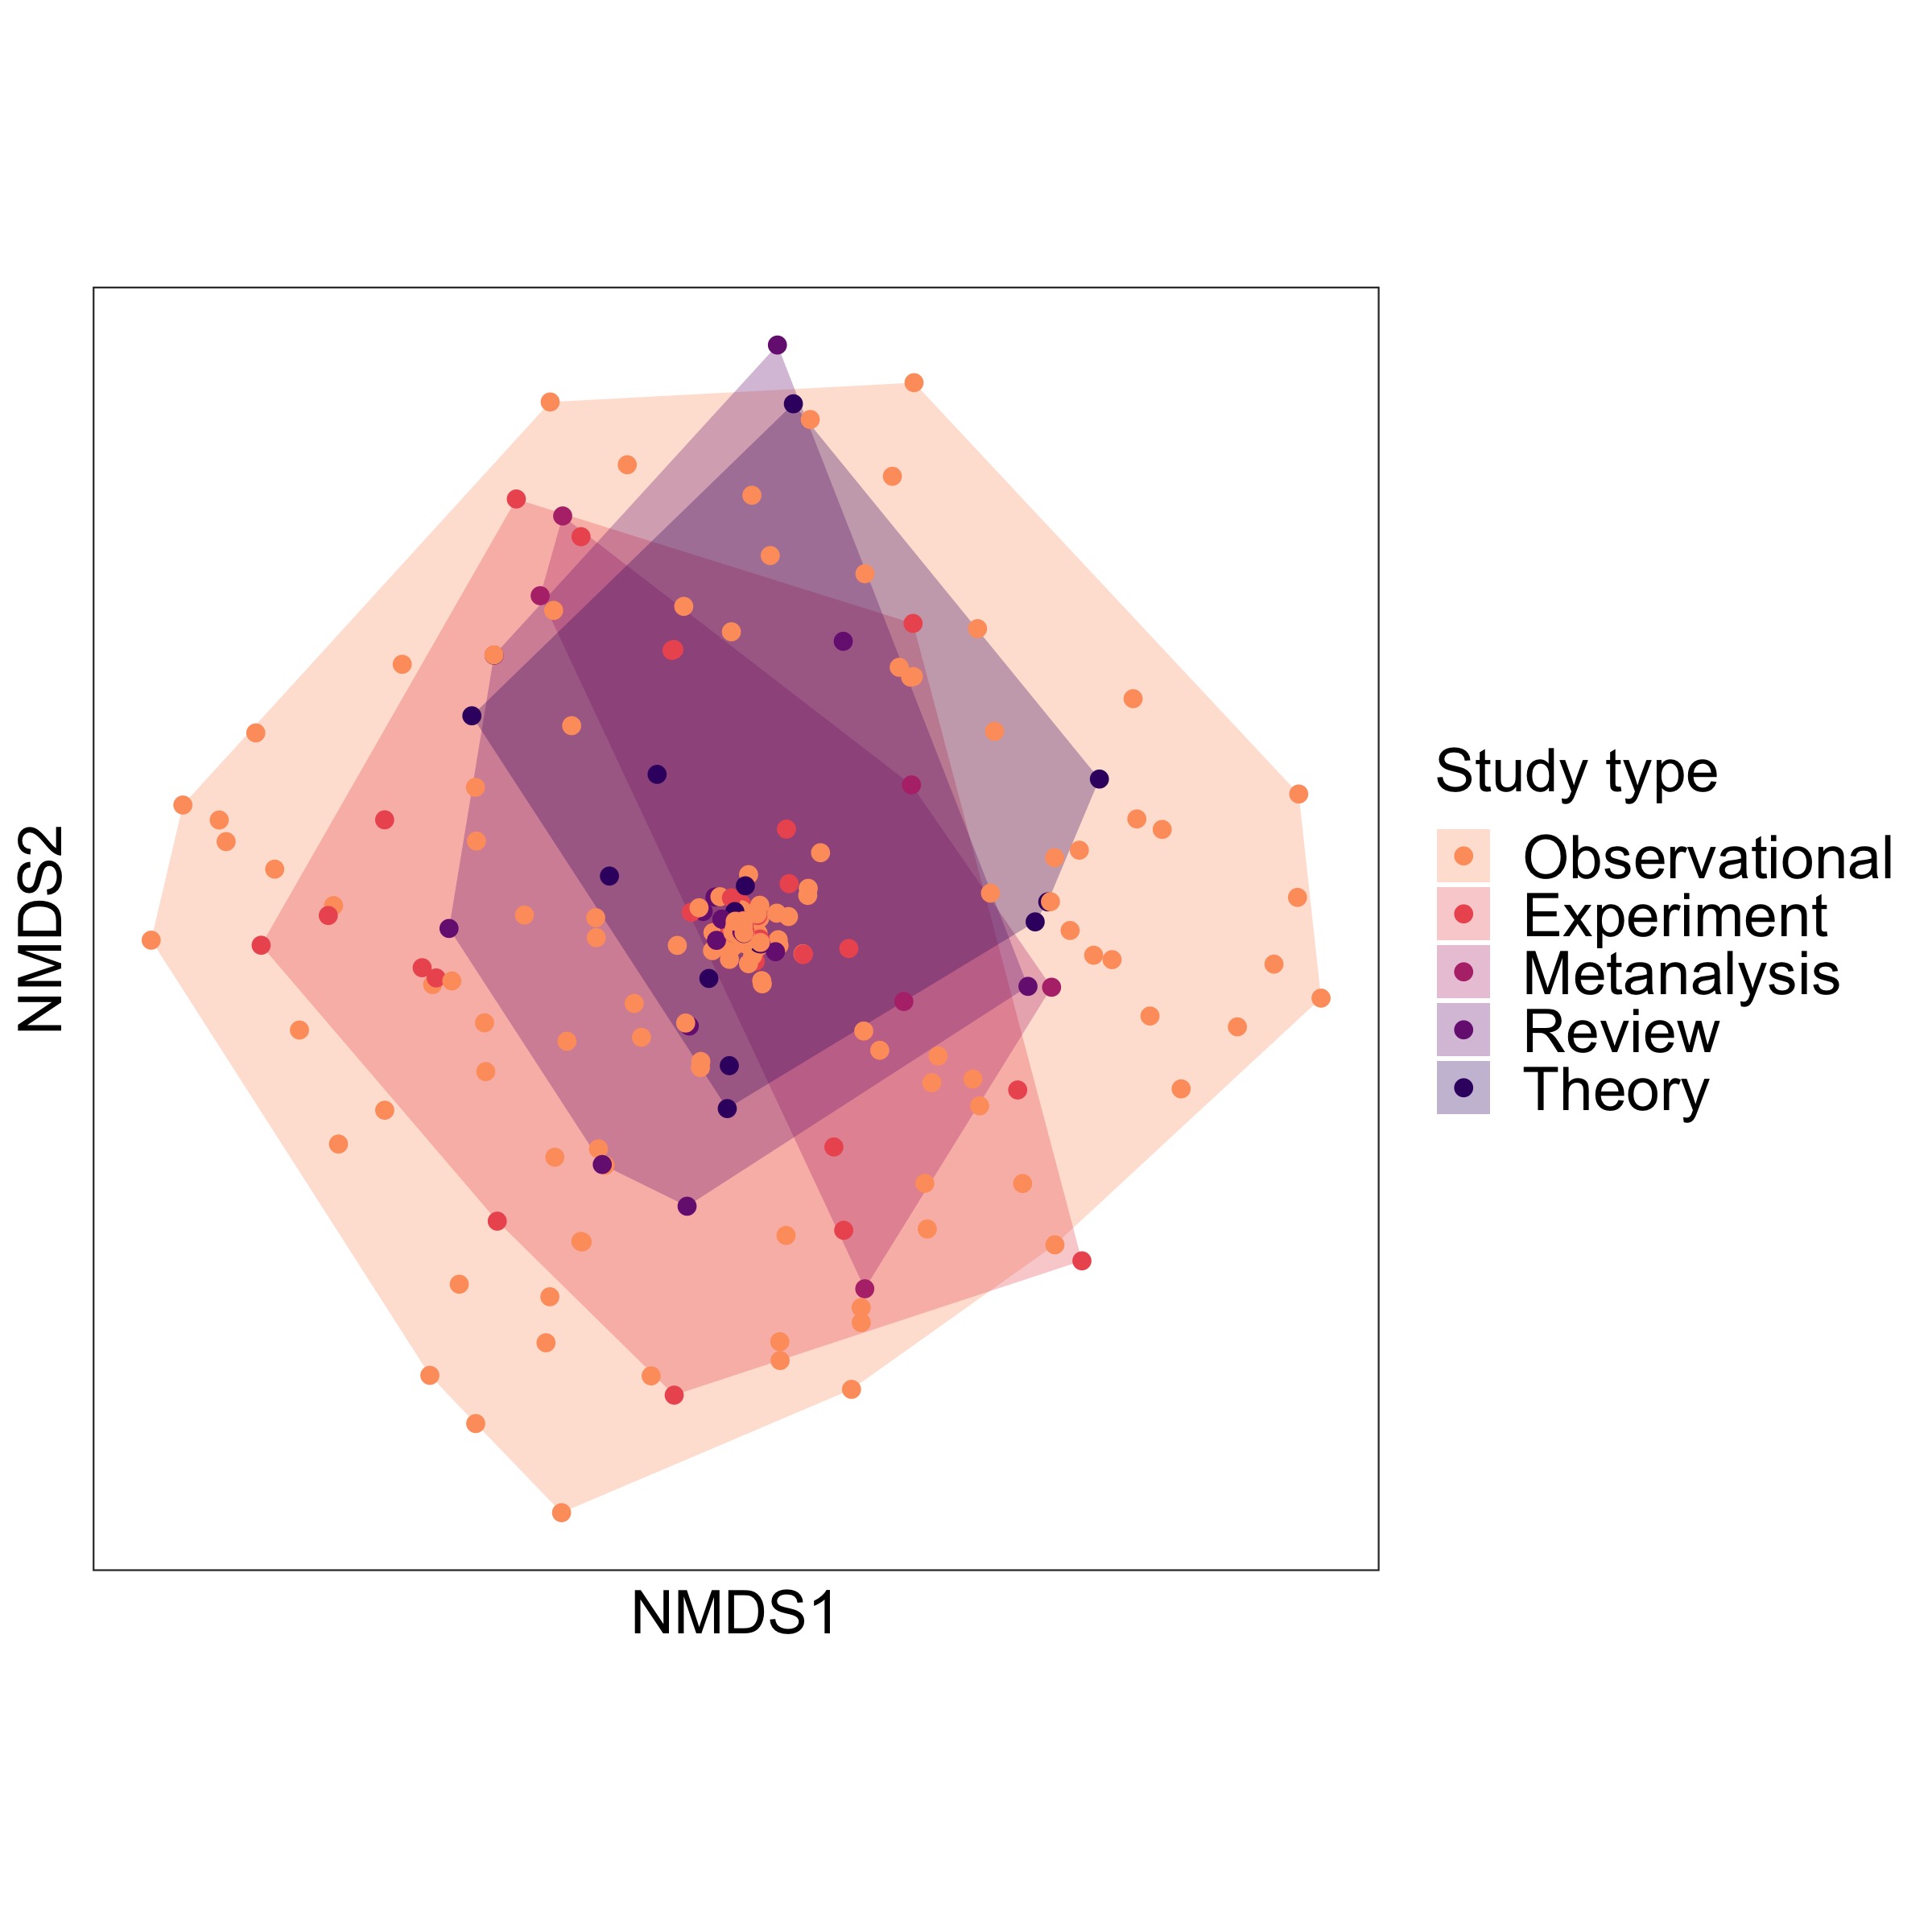 NMDS2
NMDS1
Study type
Observational
Experiment
Metanalysis
Review
Theory